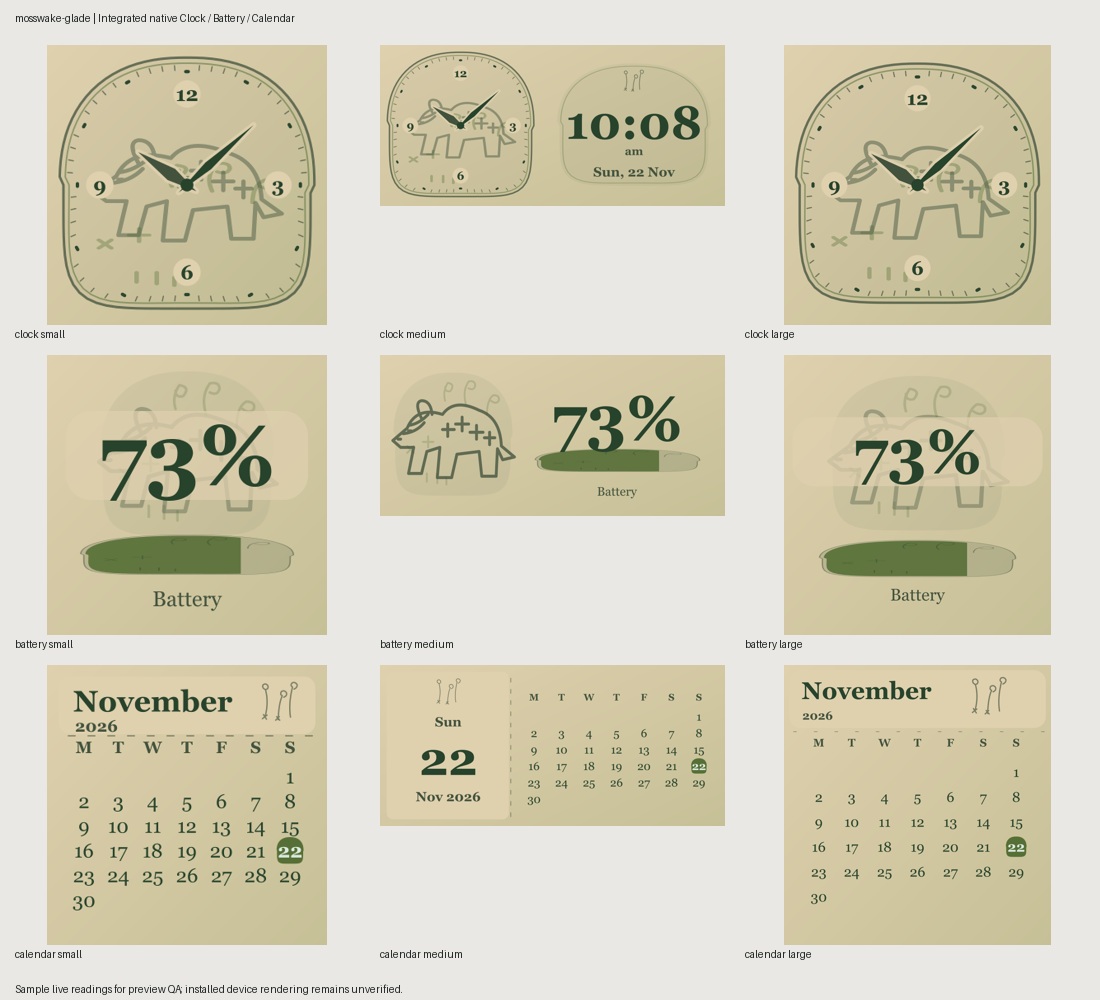 mosswake-glade | Integrated native Clock / Battery / Calendar
12
9
3
6
clock small
12
9
3
6
10:08
am
Sun, 22 Nov
clock medium
12
9
3
6
clock large
73%
Battery
battery small
73%
Battery
battery medium
73%
Battery
battery large
November
2026
M T W T F S S
1
2 3 4 5 6 7 8
9 10 11 12 13 14 15
16 17 18 19 20 21 22
23 24 25 26 27 28 29
30
calendar small
Sun
22
Nov 2026
M T W T F S S
1
2 3 4 5 6 7 8
9 10 11 12 13 14 15
16 17 18 19 20 21 22
23 24 25 26 27 28 29
30
calendar medium
November
2026
M T W T F S S
1
2 3 4 5 6 7 8
9 10 11 12 13 14 15
16 17 18 19 20 21 22
23 24 25 26 27 28 29
30
calendar large
Sample live readings for preview QA; installed device rendering remains unverified.